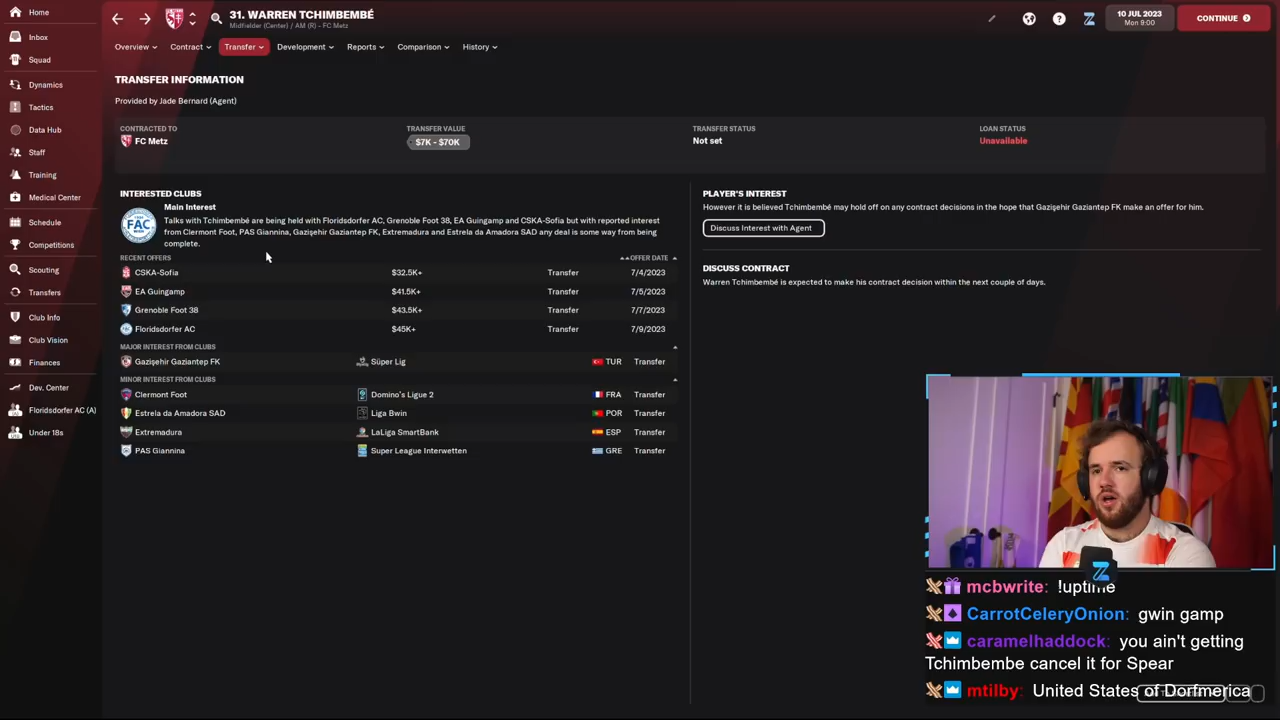 31. WARREN TCHIMBEMBÉ
Midfielder (Center) / AM (R) - FC Metz
10 JUL 2023
Mon 9:00
CONTINUE
Home
Inbox
Squad
Dynamics
Tactics
Data Hub
Staff
Training
Medical Center
Schedule
Competitions
Scouting
Transfers
Club Info
Club Vision
Finances
Dev. Center
Floridsdorfer AC (A)
Under 18s
Overview
Contract
Transfer
Development
Reports
Comparison
History
TRANSFER INFORMATION
Provided by Jade Bernard (Agent)
CONTRACTED TO
FC Metz
TRANSFER VALUE
$7K - $70K
TRANSFER STATUS
Not set
LOAN STATUS
Unavailable
INTERESTED CLUBS
Main Interest
Talks with Tchimbembé are being held with Floridsdorfer AC, Grenoble Foot 38, EA Guingamp and CSKA-Sofia but with reported interest
from Clermont Foot, PAS Giannina, Gazişehir Gaziantep FK, Extremadura and Estrela da Amadora SAD any deal is some way from being
complete.
RECENT OFFERS OFFER DATE
CSKA-Sofia $32.5K+ Transfer 7/4/2023
EA Guingamp $41.5K+ Transfer 7/5/2023
Grenoble Foot 38 $43.5K+ Transfer 7/7/2023
Floridsdorfer AC $45K+ Transfer 7/9/2023
MAJOR INTEREST FROM CLUBS
Gazişehir Gaziantep FK Süper Lig TUR Transfer
MINOR INTEREST FROM CLUBS
Clermont Foot Domino's Ligue 2 FRA Transfer
Estrela da Amadora SAD Liga Bwin POR Transfer
Extremadura LaLiga SmartBank ESP Transfer
PAS Giannina Super League Interwetten GRE Transfer
PLAYER'S INTEREST
However it is believed Tchimbembé may hold off on any contract decisions in the hope that Gazişehir Gaziantep FK make an offer for him.
Discuss Interest with Agent
DISCUSS CONTRACT
Warren Tchimbembé is expected to make his contract decision within the next couple of days.
mcbwrite: !uptime
CarrotCeleryOnion: gwin gamp
caramelhaddock: you ain't getting
Tchimbembe cancel it for Spear
mtilby: United States of Dorfmerica